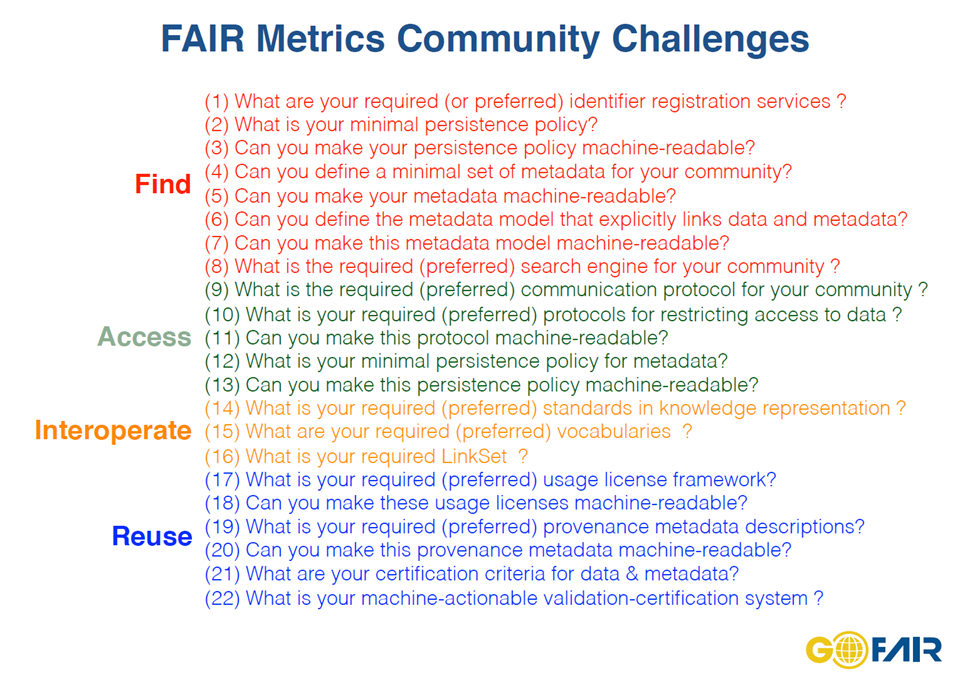 FAIR Metrics Community Challenges
(1) What are your required (or preferred) identifier registration services ?
(2) What is your minimal persistence policy?
(3) Can you make your persistence policy machine-readable?
(4) Can you define a minimal set of metadata for your community?
Find
(5) Can you make your metadata machine-readable?
(6) Can you define the metadata model that explicitly links data and metadata?
(7) Can you make this metadata model machine-readable?
(8) What is the required (preferred) search engine for your community ?
(9) What is the required (preferred) communication protocol for your community ?
(10) What is your required (preferred) protocols for restricting access to data ?
Access
(11) Can you make this protocol machine-readable?
(12) What is your minimal persistence policy for metadata?
(13) Can you make this persistence policy machine-readable?
(14) What is your required (preferred) standards in knowledge representation ?
Interoperate
(15) What are your required (preferred) vocabularies ?
(16) What is your required LinkSet ?
(17) What is your required (preferred) usage license framework?
(18) Can you make these usage licenses machine-readable?
Reuse
(19) What is your required (preferred) provenance metadata descriptions?
(20) Can you make this provenance metadata machine-readable?
(21) What are your certification criteria for data & metadata?
(22) What is your machine-actionable validation-certification system ?
GO FAIR